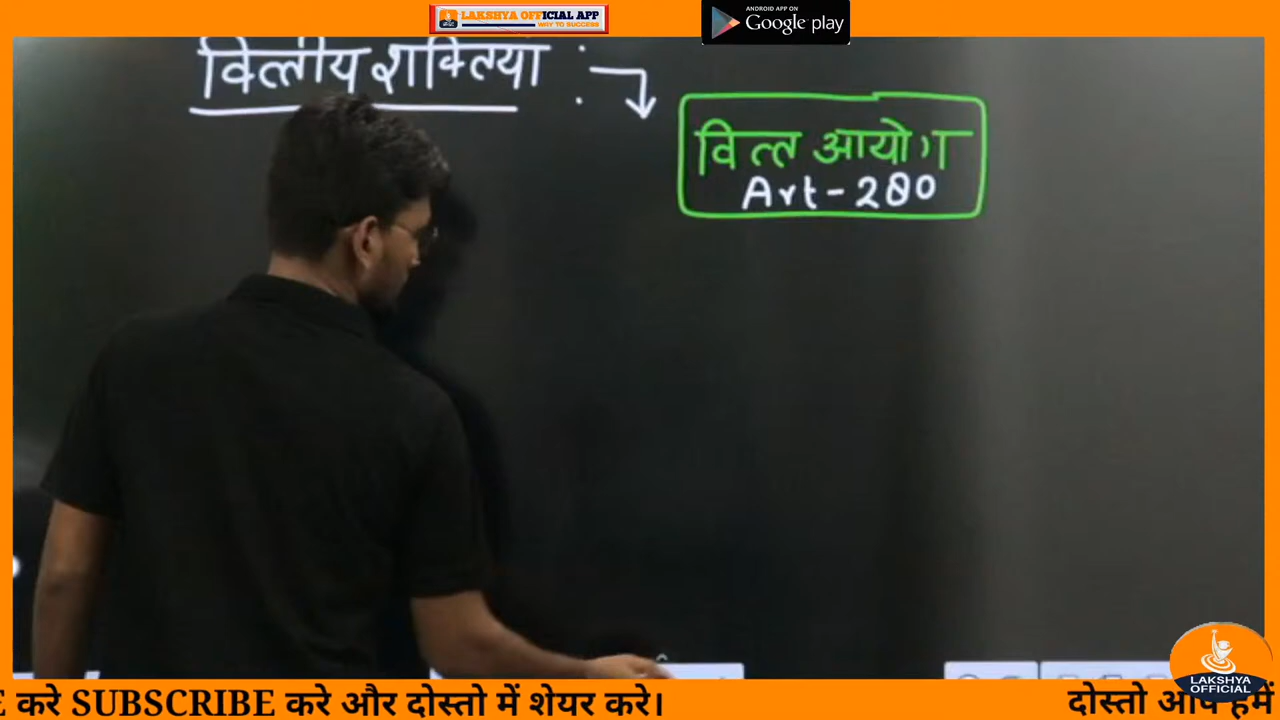 LAKSHYA OFFICIAL APP
WAY TO SUCCESS
ANDROID APP ON
Google play
वित्तीय शक्तिया :
वित्त आयोग
Art-280
LAKSHYA
OFFICIAL
करे SUBSCRIBE करे और दोस्तो में शेयर करे।
दोस्तो आप हमें